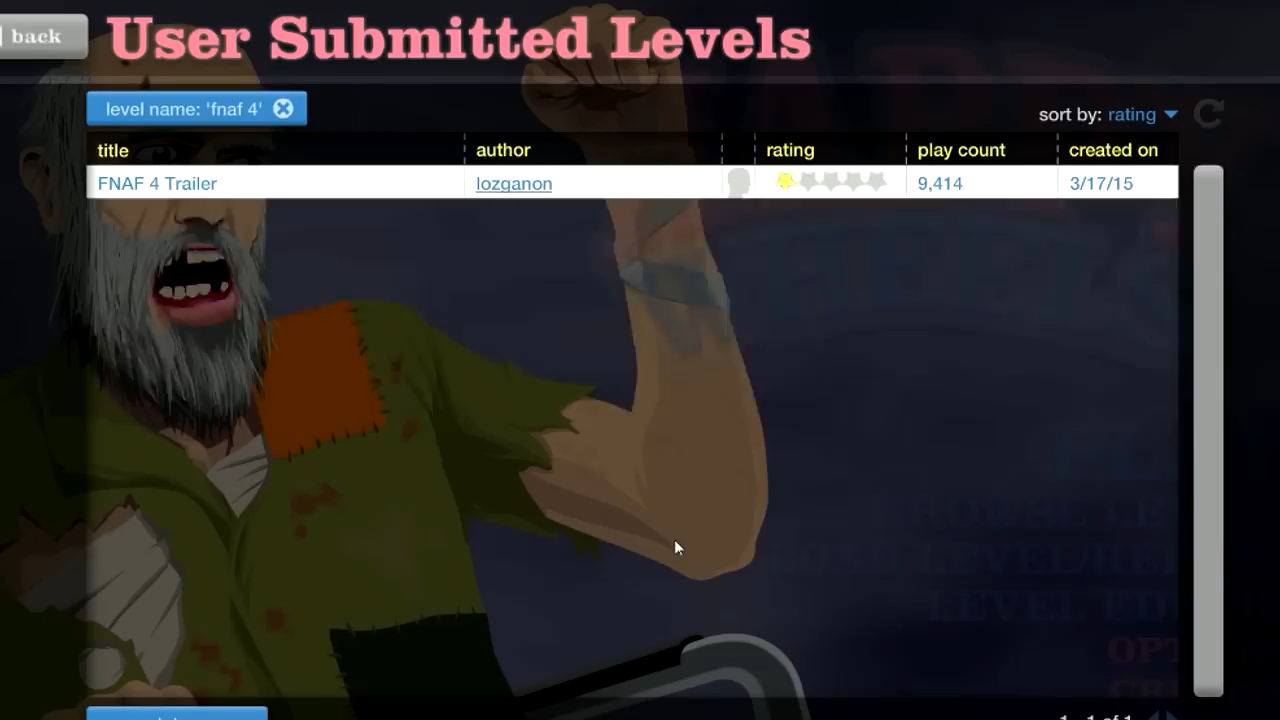 back
User Submitted Levels
level name: 'fnaf 4'
sort by: rating
title author rating play count created on
FNAF 4 Trailer lozganon 9,414 3/17/15
OPT